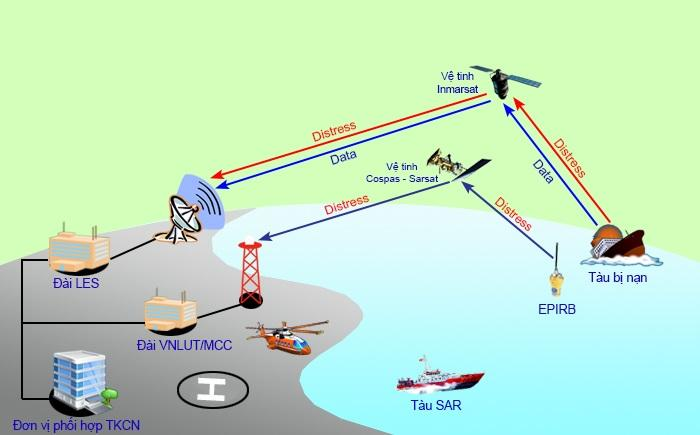 Vệ tinh
Inmarsat
Distress
Data
Distress
Data
Vệ tinh
Cospas - Sarsat
Distress
Distress
Đài LES
Tàu bị nạn
EPIRB
Đài VNLUT/MCC
H
Tàu SAR
Đơn vị phối hợp TKCN